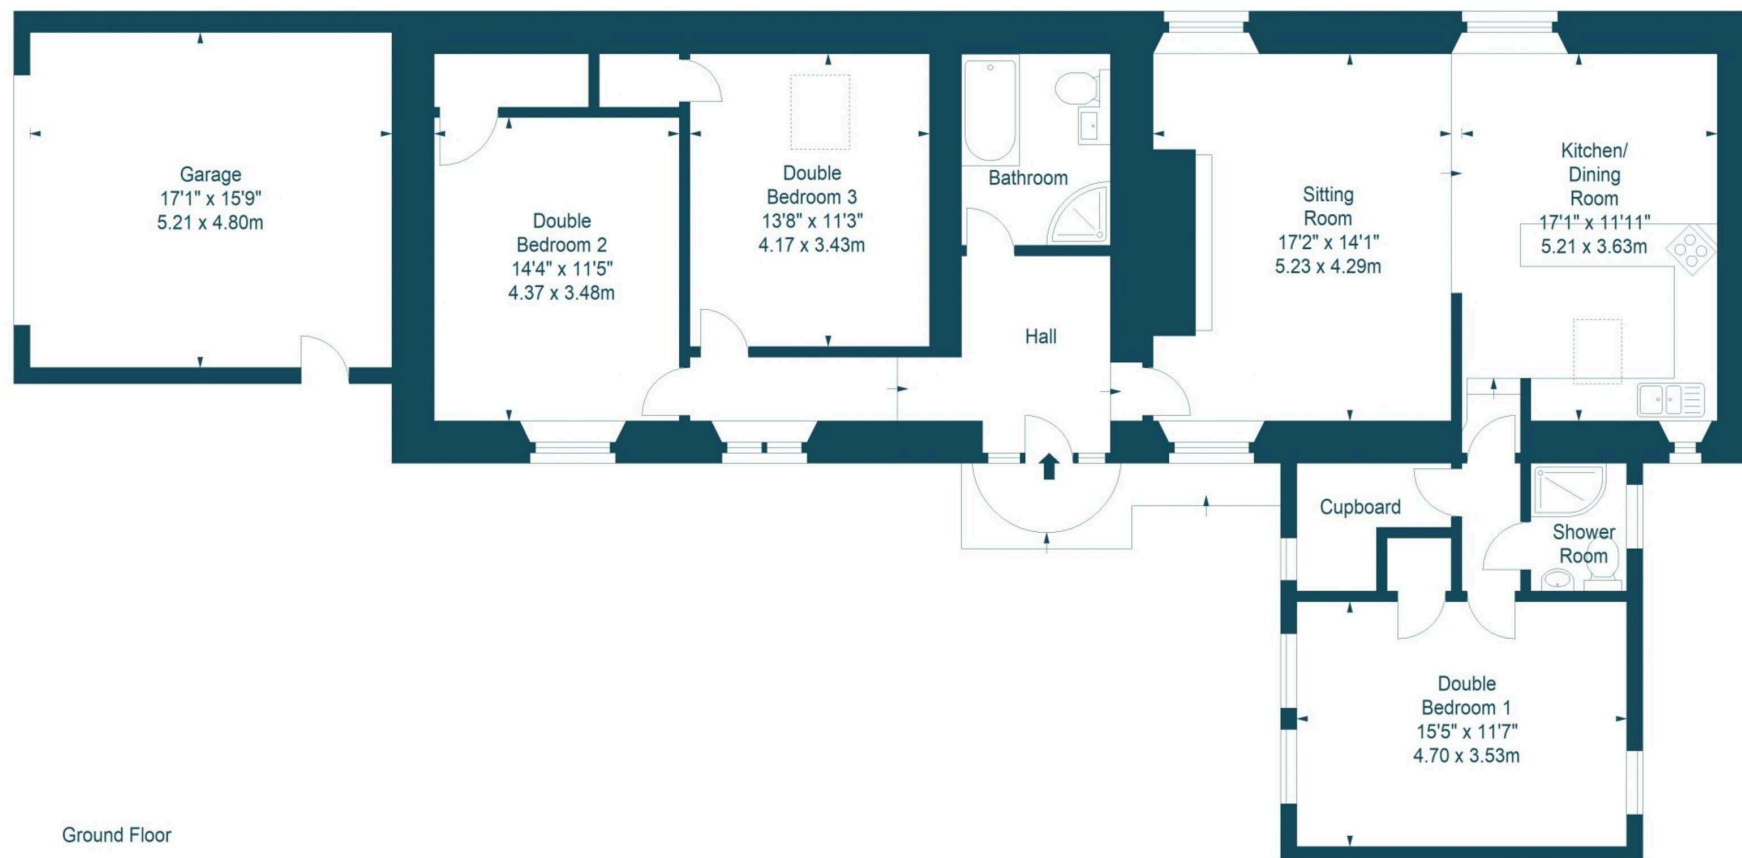 Garage
17'1" x 15'9"
5.21 x 4.80m
Double
Bedroom 2
14'4" x 11'5"
4.37 x 3.48m
Double
Bedroom 3
13'8" x 11'3"
4.17 x 3.43m
Bathroom
Hall
Sitting
Room
17'2" x 14'1"
5.23 x 4.29m
Kitchen/
Dining
Room
17'1" x 11'11"
5.21 x 3.63m
Cupboard
Shower
Room
Double
Bedroom 1
15'5" x 11'7"
4.70 x 3.53m
Ground Floor